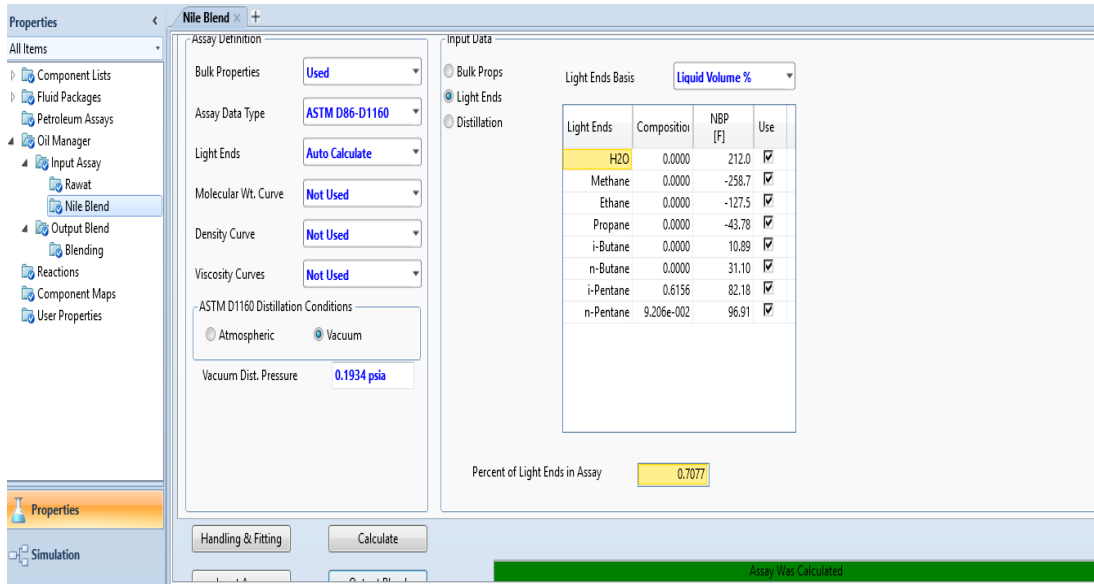 Properties
<
All Items
Component Lists
Fluid Packages
Petroleum Assays
Oil Manager
Input Assay
Rawat
Nile Blend
Output Blend
Blending
Reactions
Component Maps
User Properties
Properties
Simulation
Nile Blend × +
Assay Definition
Bulk Properties Used
Assay Data Type ASTM D86-D1160
Light Ends Auto Calculate
Molecular Wt. Curve Not Used
Density Curve Not Used
Viscosity Curves Not Used
ASTM D1160 Distillation Conditions
Atmospheric Vacuum
Vacuum Dist. Pressure 0.1934 psia
Input Data
Bulk Props
Light Ends
Distillation
Light Ends Basis Liquid Volume %
Light Ends Composition NBP [F] Use
H2O 0.0000 212.0
Methane 0.0000 -258.7
Ethane 0.0000 -127.5
Propane 0.0000 -43.78
i-Butane 0.0000 10.89
n-Butane 0.0000 31.10
i-Pentane 0.6156 82.18
n-Pentane 9.206e-002 96.91
Percent of Light Ends in Assay 0.7077
Handling & Fitting Calculate
Output Blend
Assay Was Calculated